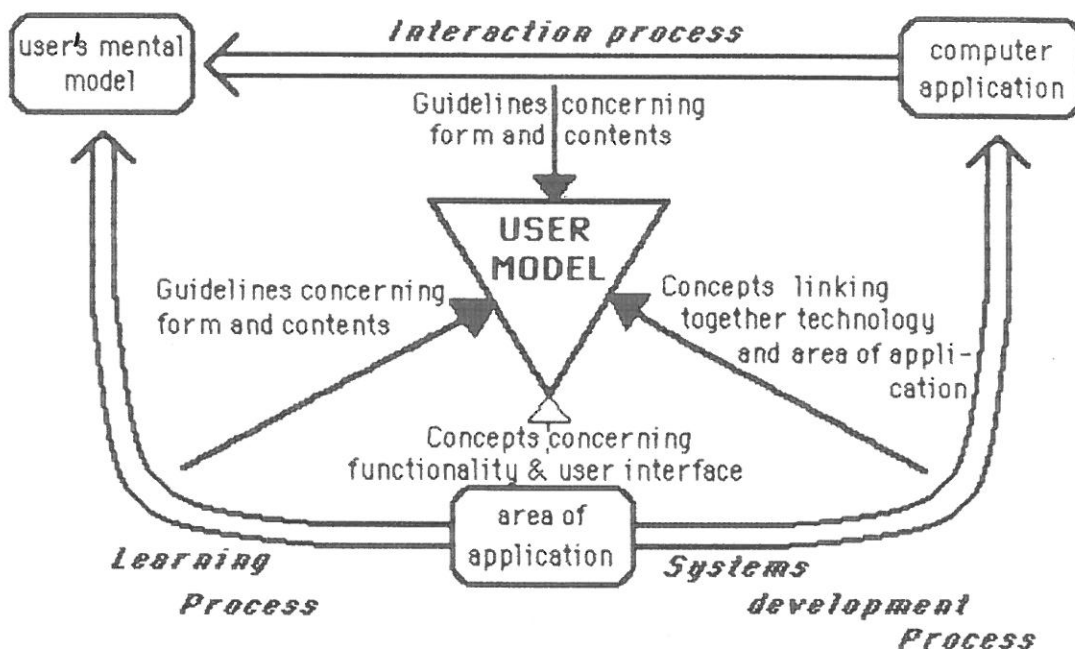 Interaction process
user's mental
model
computer
application
Guidelines concerning
form and contents
USER
MODEL
Guidelines concerning
form and contents
Concepts linking
together technology
and area of appli-
cation
Concepts concerning
functionality & user interface
area of
application
Learning
Process
Systems
development
Process